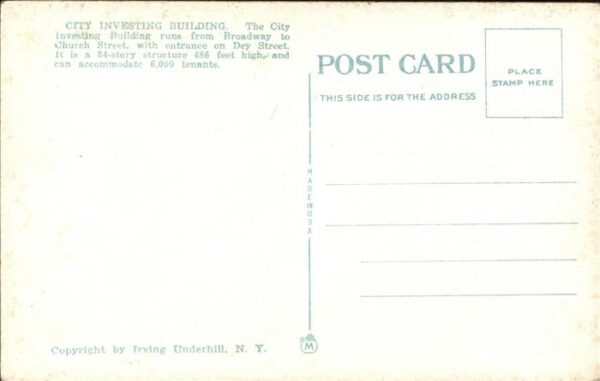 CITY INVESTING BUILDING. The City
Investing Building runs from Broadway to
Church Street, with entrance on Dey Street.
It is a 34-story structure 486 feet high, and
can accommodate 6,000 tenants.
POST CARD
THIS SIDE IS FOR THE ADDRESS
PLACE
STAMP HERE
MADE IN USA
M
Copyright by Irving Underhill, N. Y.